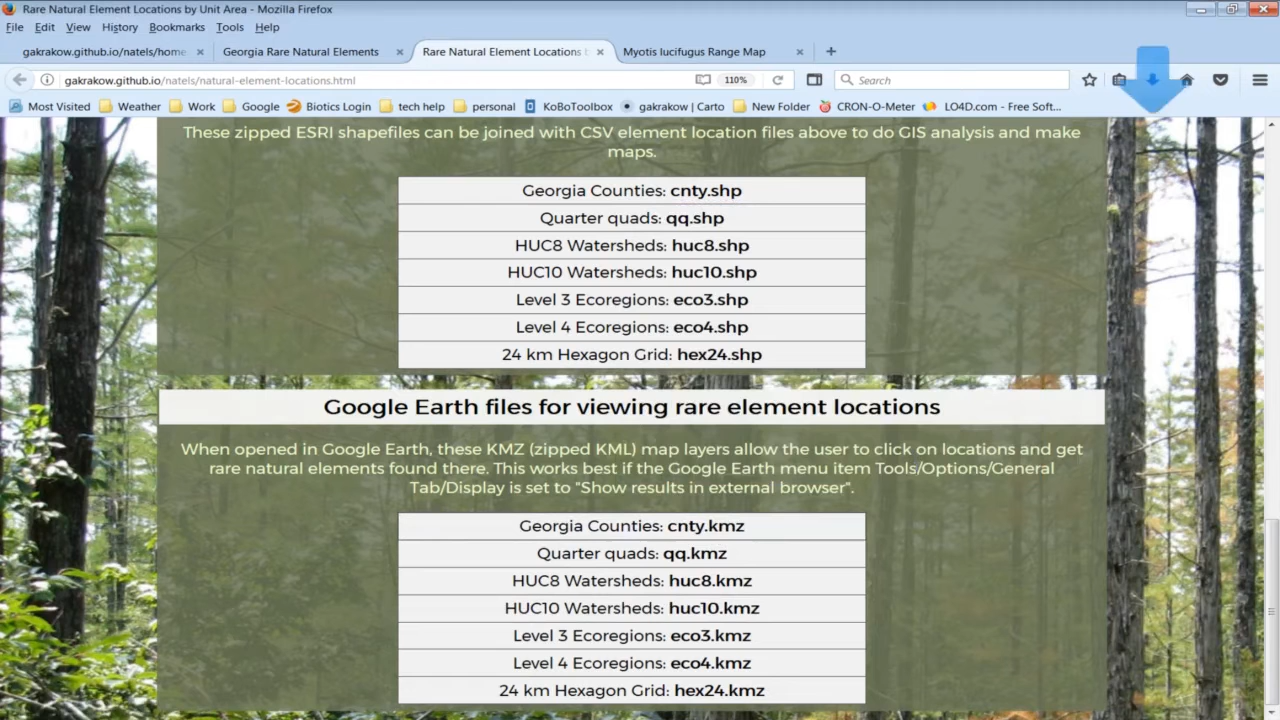 Rare Natural Element Locations by Unit Area - Mozilla Firefox
File Edit View History Bookmarks Tools Help
gakrakow.github.io/natels/home
Georgia Rare Natural Elements
Rare Natural Element Locations
Myotis lucifugus Range Map
gakrakow.github.io/natels/natural-element-locations.html
110%
Search
Most Visited Weather Work Google Biotics Login tech help personal KoBoToolbox gakrakow | Carto New Folder CRON-O-Meter LO4D.com - Free Soft...
These zipped ESRI shapefiles can be joined with CSV element location files above to do GIS analysis and make
maps.
Georgia Counties: cnty.shp
Quarter quads: qq.shp
HUC8 Watersheds: huc8.shp
HUC10 Watersheds: huc10.shp
Level 3 Ecoregions: eco3.shp
Level 4 Ecoregions: eco4.shp
24 km Hexagon Grid: hex24.shp
Google Earth files for viewing rare element locations
When opened in Google Earth, these KMZ (zipped KML) map layers allow the user to click on locations and get
rare natural elements found there. This works best if the Google Earth menu item Tools/Options/General
Tab/Display is set to "Show results in external browser".
Georgia Counties: cnty.kmz
Quarter quads: qq.kmz
HUC8 Watersheds: huc8.kmz
HUC10 Watersheds: huc10.kmz
Level 3 Ecoregions: eco3.kmz
Level 4 Ecoregions: eco4.kmz
24 km Hexagon Grid: hex24.kmz